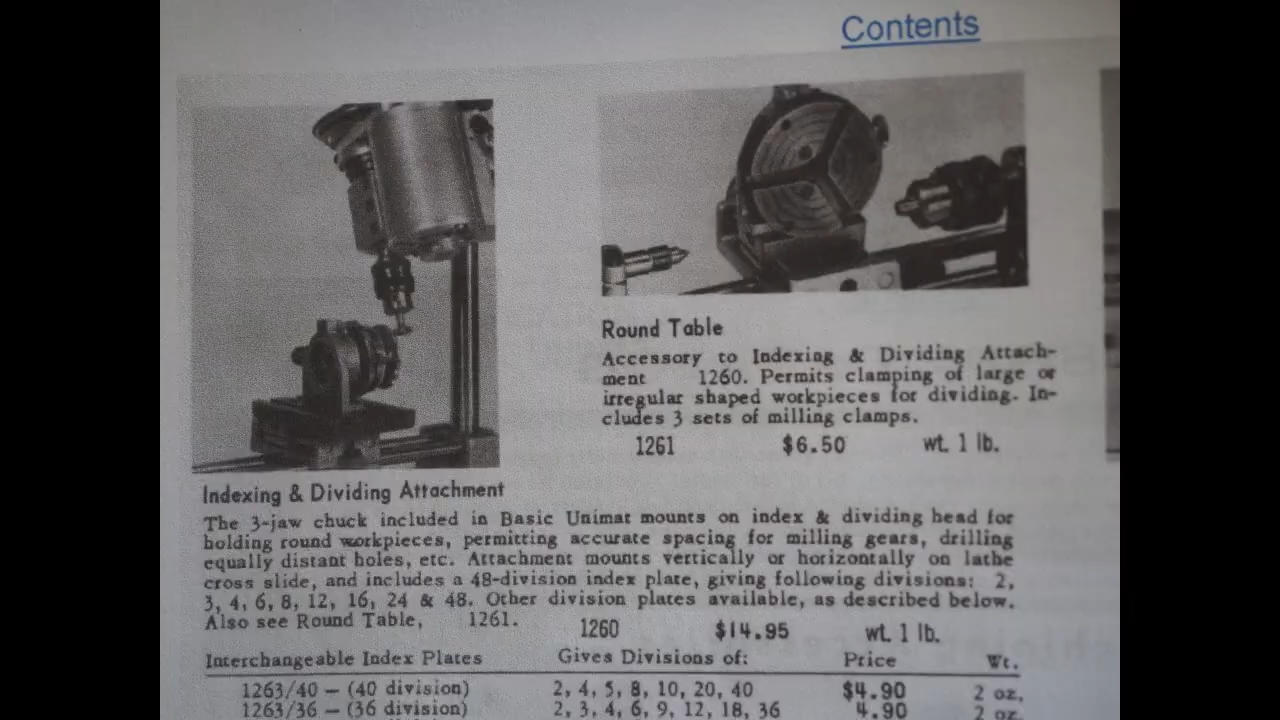 Contents
Round Table
Accessory to Indexing & Dividing Attach-
ment 1260. Permits clamping of large or
irregular shaped workpieces for dividing. In-
cludes 3 sets of milling clamps.
1261 $6.50 wt. 1 lb.
Indexing & Dividing Attachment
The 3-jaw chuck included in Basic Unimat mounts on index & dividing head for
holding round workpieces, permitting accurate spacing for milling gears, drilling
equally distant holes, etc. Attachment mounts vertically or horizontally on lathe
cross slide, and includes a 48-division index plate, giving following divisions: 2,
3, 4, 6, 8, 12, 16, 24 & 48. Other division plates available, as described below.
Also see Round Table, 1261.
1260 $14.95 wt. 1 lb.
Interchangeable Index Plates Gives Divisions of: Price Wt.
1263/40 — (40 division) 2, 4, 5, 8, 10, 20, 40 $4.90 2 oz.
1263/36 — (36 division) 2, 3, 4, 6, 9, 12, 18, 36 4.90 2 oz.